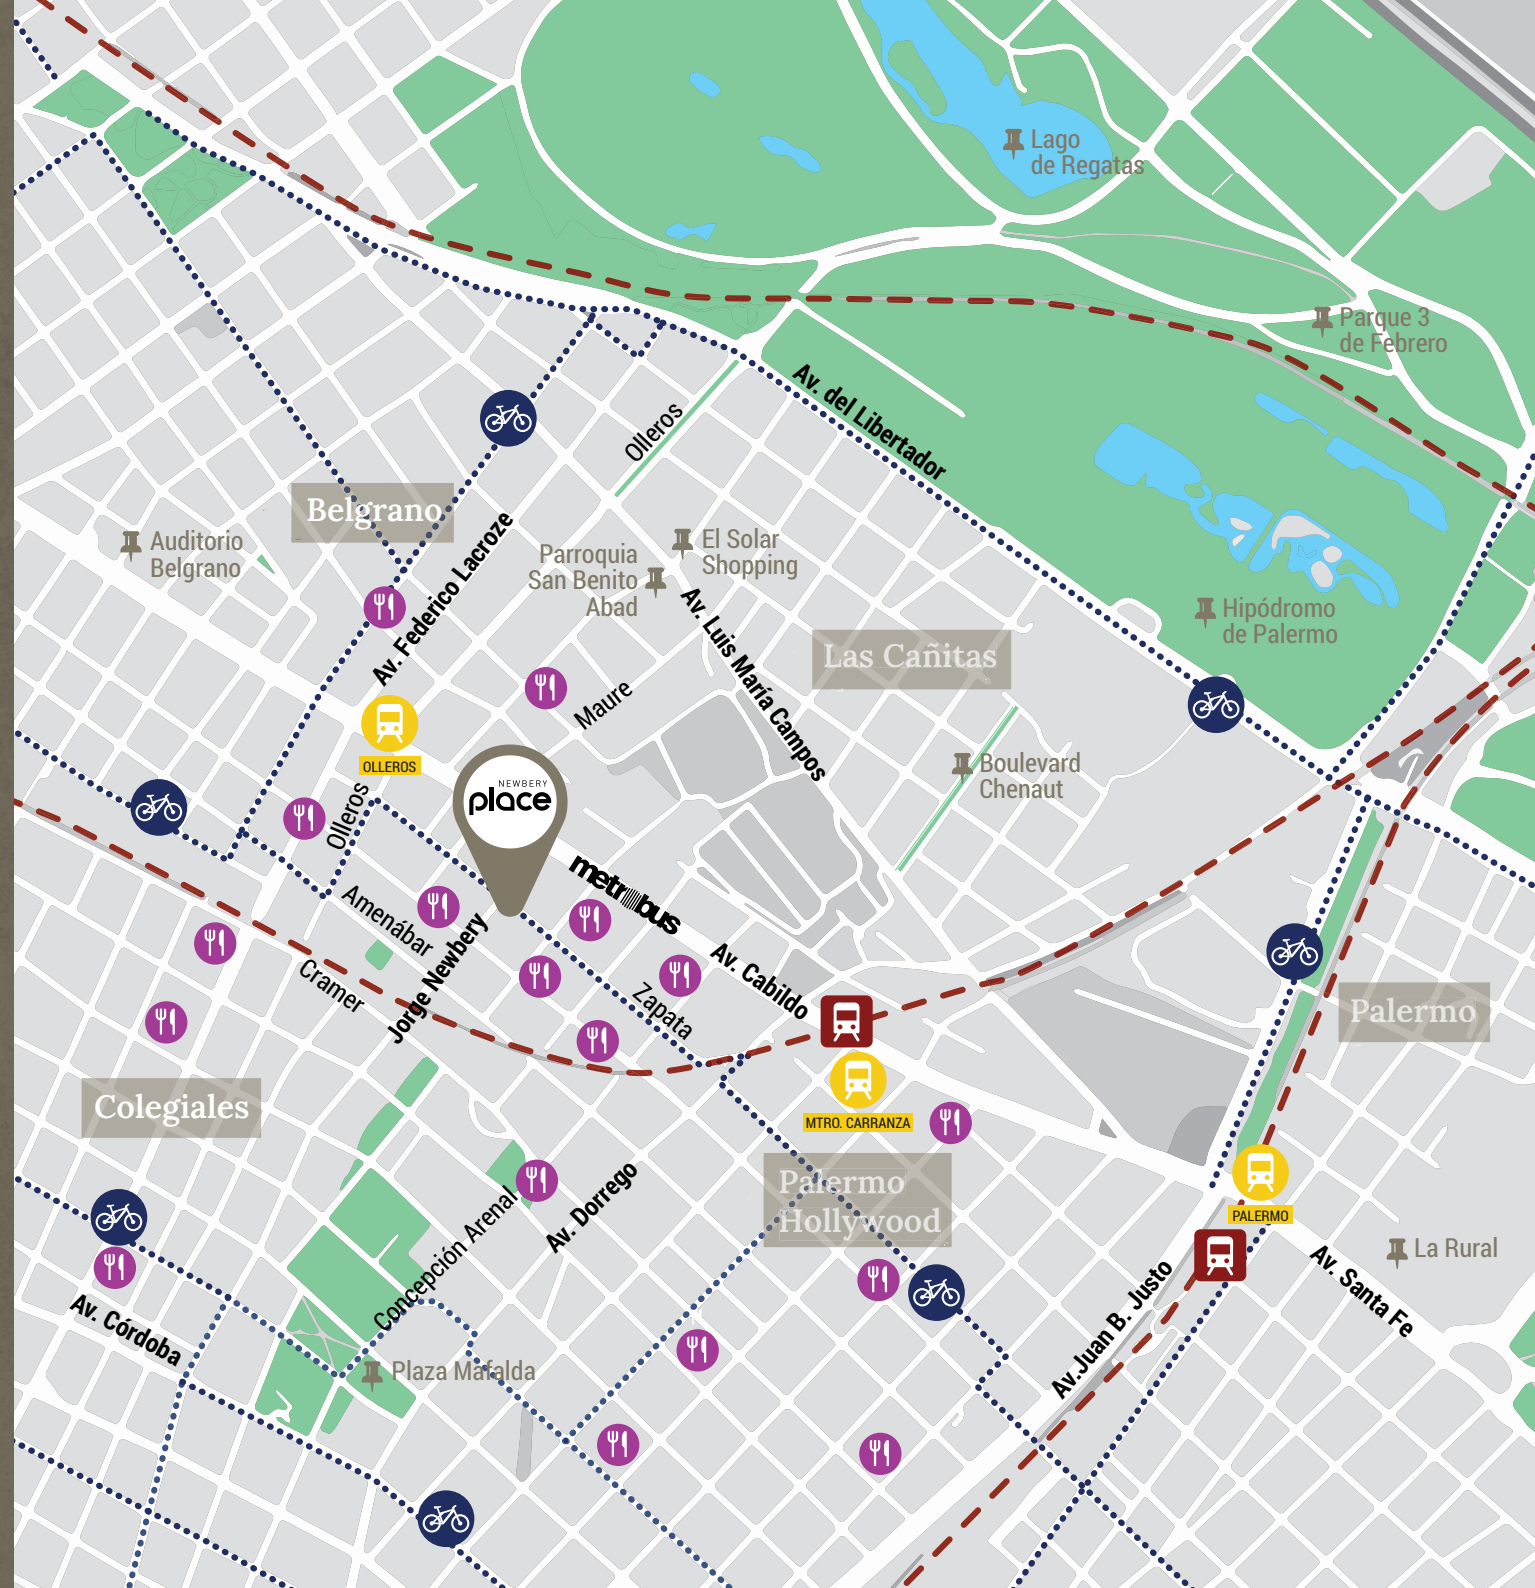 Lago
de Regatas
Parque 3
de Febrero
Av. del Libertador
Olleros
Belgrano
Auditorio
Belgrano
Av. Federico Lacroze
Parroquia
San Benito
Abad
El Solar
Shopping
Av. Luis María Campos
Las Cañitas
Hipódromo
de Palermo
Maure
OLLEROS
Boulevard
Chenaut
NEWBERY
place
Olleros
metrobus
Amenábar
Jorge Newbery
Av. Cabildo
Cramer
Zapata
Palermo
Colegiales
MTRO. CARRANZA
Palermo
Hollywood
Concepción Arenal
Av. Dorrego
PALERMO
La Rural
Av. Santa Fe
Av. Juan B. Justo
Av. Córdoba
Plaza Mafalda